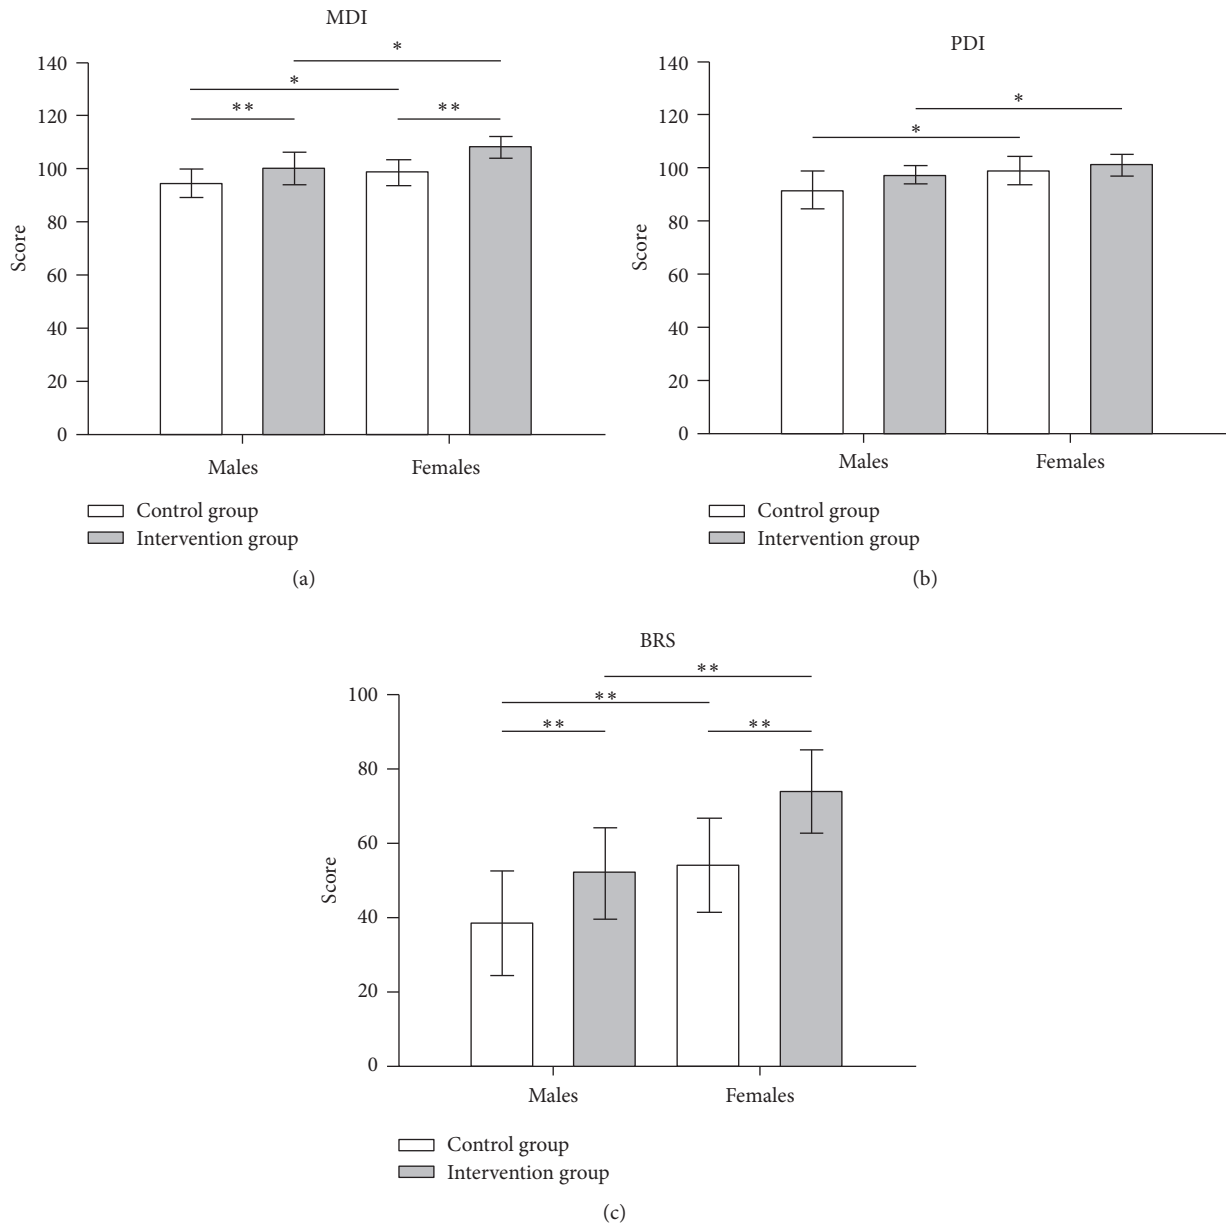 MDI
140
120
100
80
60
40
20
0
Score
*
*
**
**
Males
Females
Control group
Intervention group
(a)
PDI
140
120
100
80
60
40
20
0
Score
*
*
Males
Females
Control group
Intervention group
(b)
BRS
100
80
60
40
20
0
Score
**
**
**
**
Males
Females
Control group
Intervention group
(c)